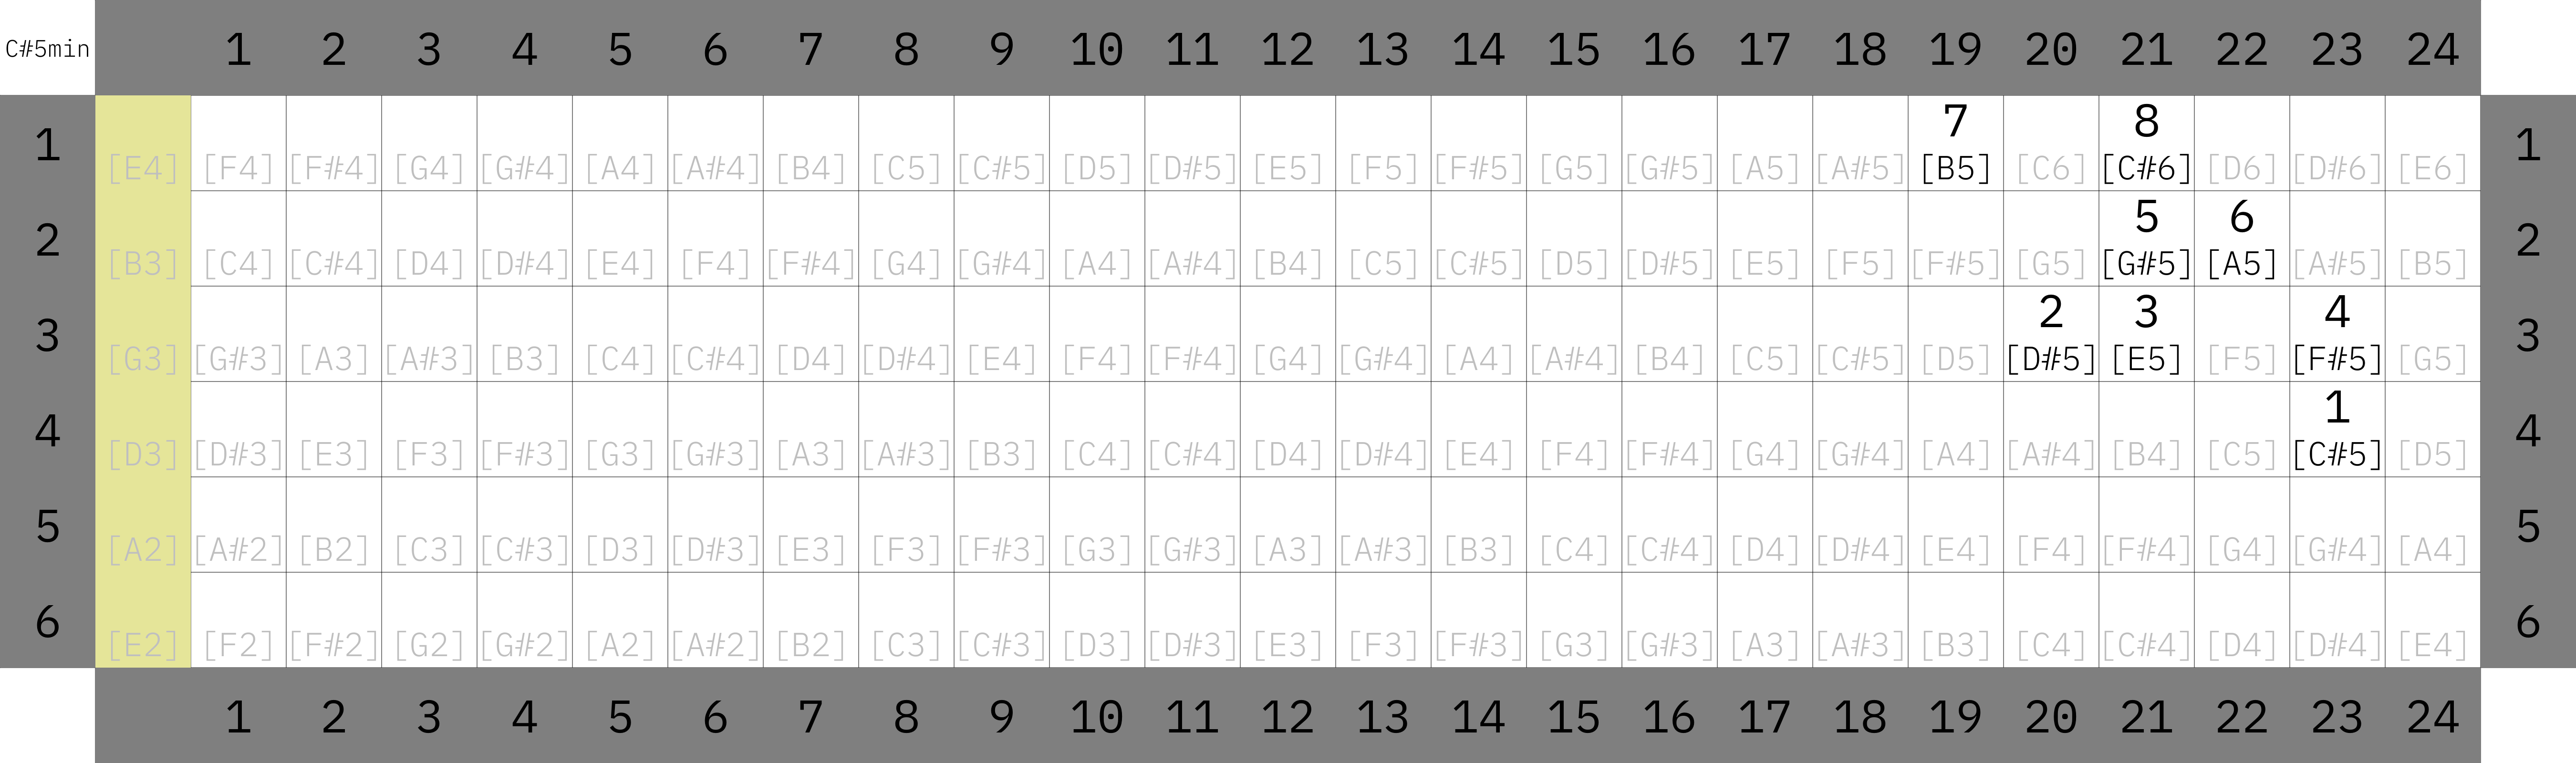 C#5min 1 2 3 4 5 6 7 8 9 10 11 12 13 14 15 16 17 18 19 20 21 22 23 24
7 8
1 [E4] [F4] [F#4] [G4] [G#4] [A4] [A#4] [B4] [C5] [C#5] [D5] [D#5] [E5] [F5] [F#5] [G5] [G#5] [A5] [A#5] [B5] [C6] [C#6] [D6] [D#6] [E6] 1
5 6
2 [B3] [C4] [C#4] [D4] [D#4] [E4] [F4] [F#4] [G4] [G#4] [A4] [A#4] [B4] [C5] [C#5] [D5] [D#5] [E5] [F5] [F#5] [G5] [G#5] [A5] [A#5] [B5] 2
2 3 4
3 [G3] [G#3] [A3] [A#3] [B3] [C4] [C#4] [D4] [D#4] [E4] [F4] [F#4] [G4] [G#4] [A4] [A#4] [B4] [C5] [C#5] [D5] [D#5] [E5] [F5] [F#5] [G5] 3
1
4 [D3] [D#3] [E3] [F3] [F#3] [G3] [G#3] [A3] [A#3] [B3] [C4] [C#4] [D4] [D#4] [E4] [F4] [F#4] [G4] [G#4] [A4] [A#4] [B4] [C5] [C#5] [D5] 4
5 [A2] [A#2] [B2] [C3] [C#3] [D3] [D#3] [E3] [F3] [F#3] [G3] [G#3] [A3] [A#3] [B3] [C4] [C#4] [D4] [D#4] [E4] [F4] [F#4] [G4] [G#4] [A4] 5
6 [E2] [F2] [F#2] [G2] [G#2] [A2] [A#2] [B2] [C3] [C#3] [D3] [D#3] [E3] [F3] [F#3] [G3] [G#3] [A3] [A#3] [B3] [C4] [C#4] [D4] [D#4] [E4] 6
1 2 3 4 5 6 7 8 9 10 11 12 13 14 15 16 17 18 19 20 21 22 23 24